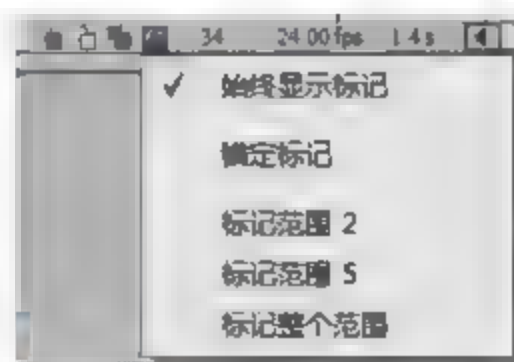 34 24.00 fps 1.4 s
始终显示标记
锁定标记
标记范围 2
标记范围 5
标记整个范围